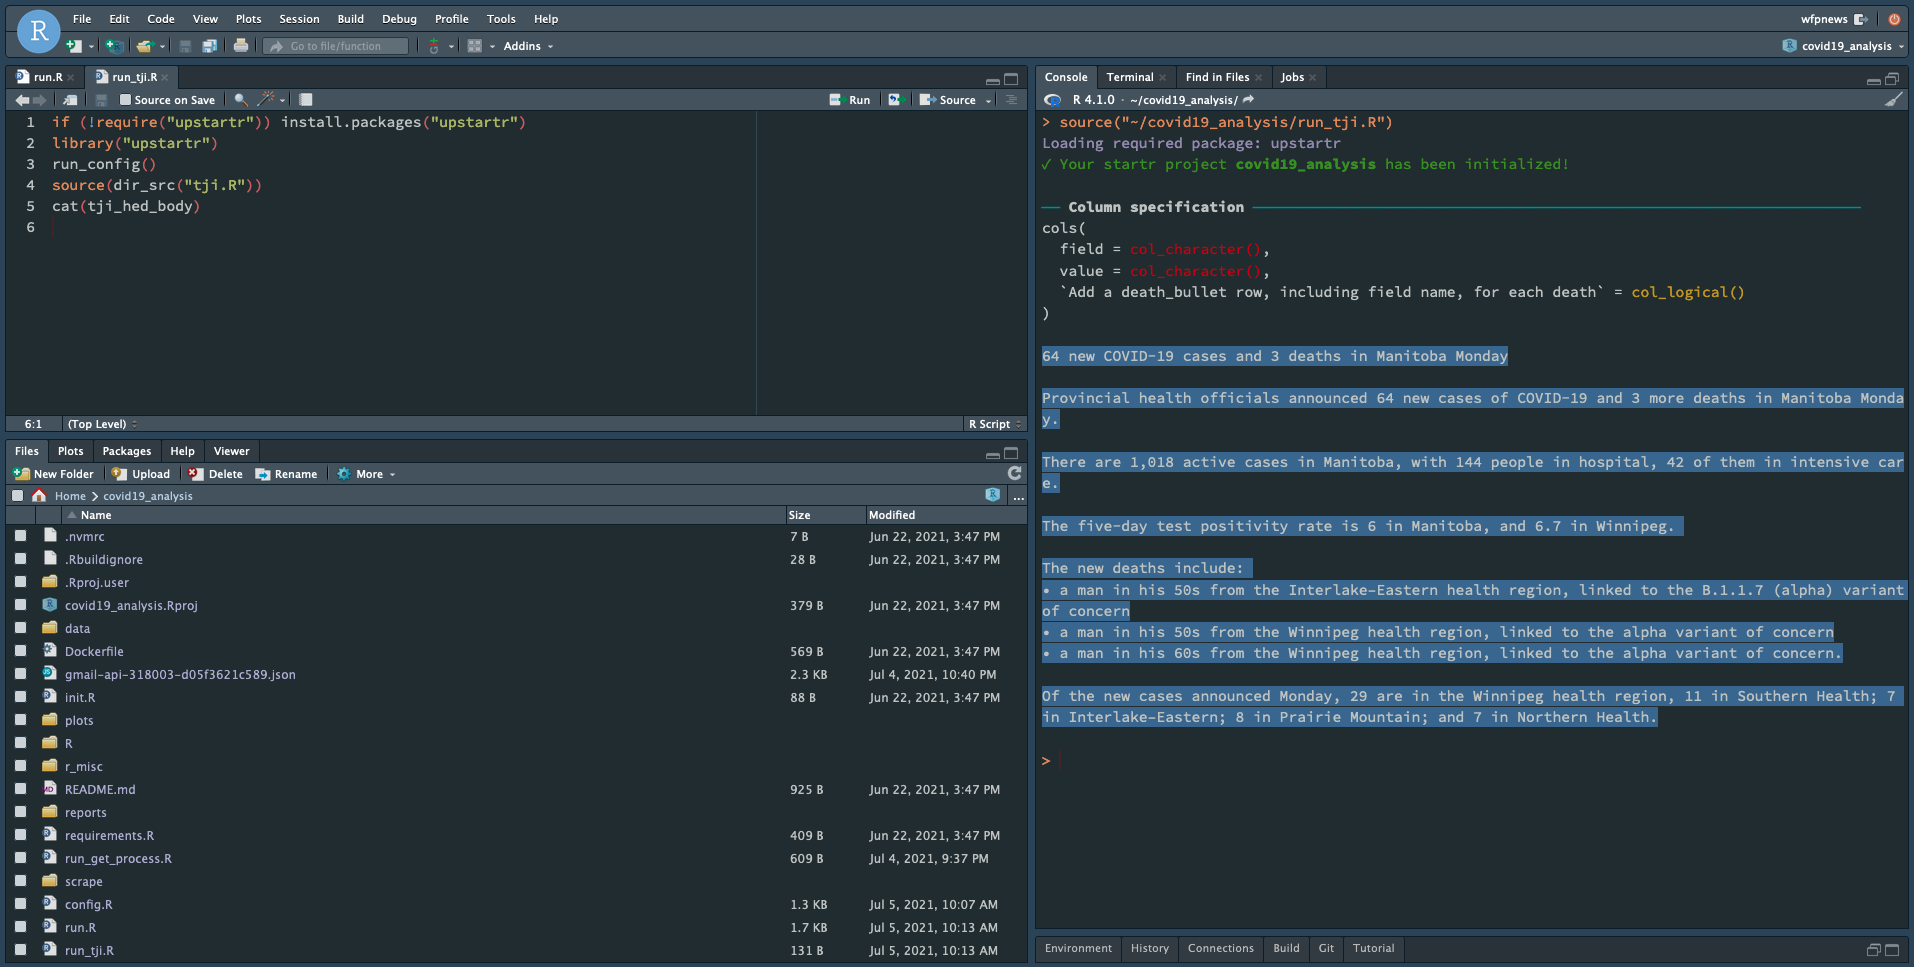 File Edit Code View Plots Session Build Debug Profile Tools Help
wfpnews
R
Go to file/function
Addins
covid19_analysis
run.R
run_tji.R
Source on Save
Run
Source
1 if (!require("upstartr")) install.packages("upstartr")
2 library("upstartr")
3 run_config()
4 source(dir_src("tji.R"))
5 cat(tji_hed_body)
6
6:1
(Top Level)
R Script
Files Plots Packages Help Viewer
New Folder Upload Delete Rename More
Home covid19_analysis
...
Name Size Modified
.nvmrc 7 B Jun 22, 2021, 3:47 PM
.Rbuildignore 28 B Jun 22, 2021, 3:47 PM
.Rproj.user
covid19_analysis.Rproj 379 B Jun 22, 2021, 3:47 PM
data
Dockerfile 569 B Jun 22, 2021, 3:47 PM
gmail-api-318003-d05f3621c589.json 2.3 KB Jul 4, 2021, 10:40 PM
init.R 88 B Jun 22, 2021, 3:47 PM
plots
R
r_misc
README.md 925 B Jun 22, 2021, 3:47 PM
reports
requirements.R 409 B Jun 22, 2021, 3:47 PM
run_get_process.R 609 B Jul 4, 2021, 9:37 PM
scrape
config.R 1.3 KB Jul 5, 2021, 10:07 AM
run.R 1.7 KB Jul 5, 2021, 10:13 AM
run_tji.R 131 B Jul 5, 2021, 10:13 AM
Console Terminal Find in Files Jobs
R 4.1.0 · ~/covid19_analysis/
> source("~/covid19_analysis/run_tji.R")
Loading required package: upstartr
✓ Your startr project covid19_analysis has been initialized!
── Column specification ──
cols(
field = col_character(),
value = col_character(),
`Add a death_bullet row, including field name, for each death` = col_logical()
)
64 new COVID-19 cases and 3 deaths in Manitoba Monday
Provincial health officials announced 64 new cases of COVID-19 and 3 more deaths in Manitoba Monda
y.
There are 1,018 active cases in Manitoba, with 144 people in hospital, 42 of them in intensive car
e.
The five-day test positivity rate is 6 in Manitoba, and 6.7 in Winnipeg.
The new deaths include:
• a man in his 50s from the Interlake-Eastern health region, linked to the B.1.1.7 (alpha) variant
of concern
• a man in his 50s from the Winnipeg health region, linked to the alpha variant of concern
• a man in his 60s from the Winnipeg health region, linked to the alpha variant of concern.
Of the new cases announced Monday, 29 are in the Winnipeg health region, 11 in Southern Health; 7
in Interlake-Eastern; 8 in Prairie Mountain; and 7 in Northern Health.
>
Environment History Connections Build Git Tutorial